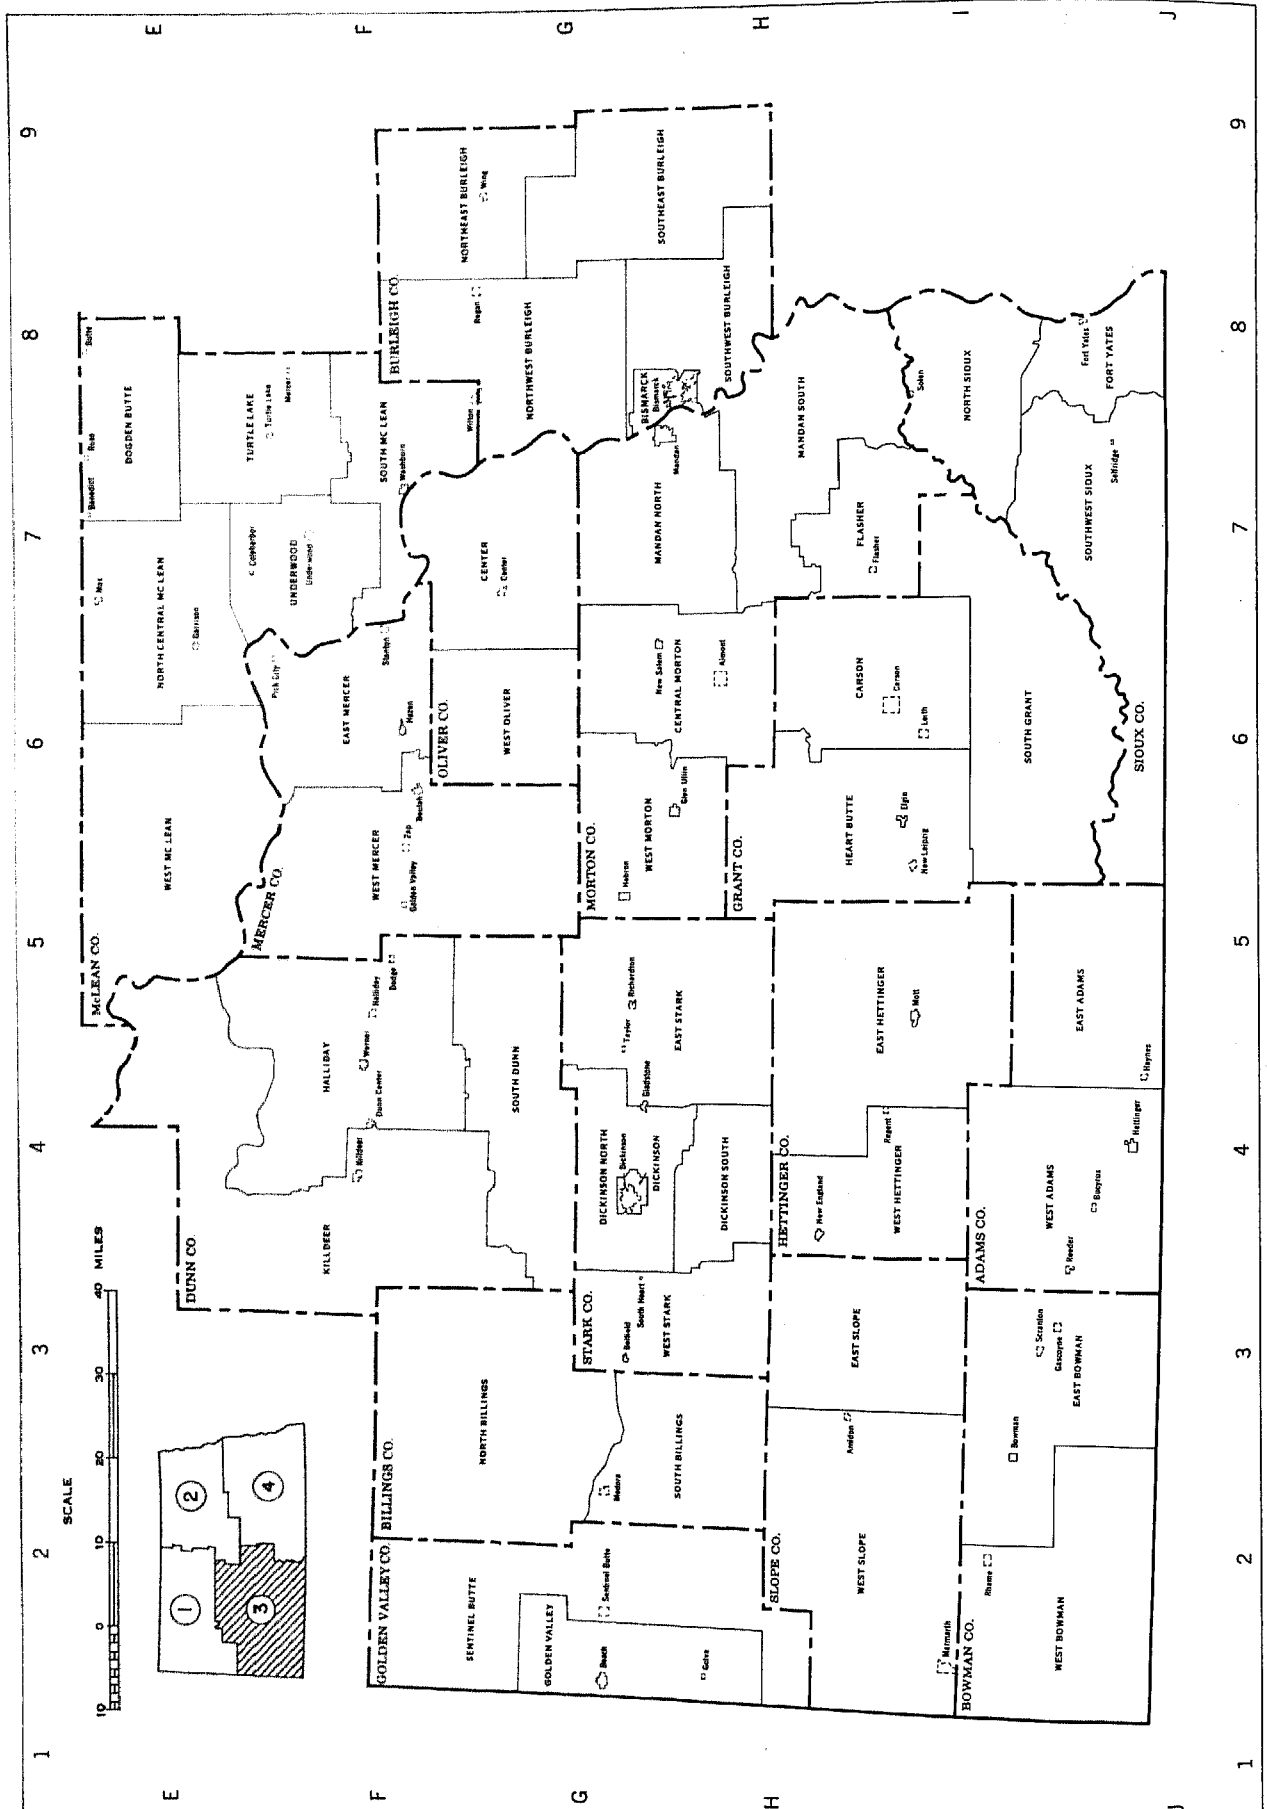 E
F
G
H
I
J
9
9
8
8
7
7
6
6
5
5
4
4
3
3
2
2
1
1
E
F
G
H
J
SCALE
10
0
10
20
30
40
MILES
1
2
3
4
McLEAN CO.
WEST MC LEAN
NORTH CENTRAL MC LEAN
Max
Garrison
DOGDEN BUTTE
Benedict
Ruso
Butte
TURTLE LAKE
Turtle Lake
Mercer
UNDERWOOD
Underwood
Coleharbor
SOUTH MC LEAN
Washburn
Wilton
MERCER CO.
WEST MERCER
Golden Valley
Zap
Beulah
EAST MERCER
Pick City
Hazen
Stanton
OLIVER CO.
WEST OLIVER
CENTER
Center
BURLEIGH CO.
NORTHWEST BURLEIGH
Regan
NORTHEAST BURLEIGH
Wing
SOUTHEAST BURLEIGH
SOUTHWEST BURLEIGH
BISMARCK
Bismarck
DUNN CO.
KILLDEER
Killdeer
HALLIDAY
Dunn Center
Werner
Halliday
Dodge
SOUTH DUNN
MORTON CO.
WEST MORTON
Hebron
Glen Ullin
CENTRAL MORTON
New Salem
Almont
MANDAN NORTH
Mandan
MANDAN SOUTH
FLASHER
Flasher
GRANT CO.
HEART BUTTE
New Leipzig
Elgin
CARSON
Carson
Leith
SOUTH GRANT
SIOUX CO.
NORTH SIOUX
Solen
SOUTHWEST SIOUX
Selfridge
FORT YATES
Fort Yates
STARK CO.
WEST STARK
Belfield
South Heart
DICKINSON NORTH
Dickinson
DICKINSON
DICKINSON SOUTH
EAST STARK
Gladstone
Taylor
Richardton
HETTINGER CO.
WEST HETTINGER
New England
Regent
EAST HETTINGER
Mott
ADAMS CO.
WEST ADAMS
Reeder
Bucyrus
Hettinger
EAST ADAMS
Haynes
BILLINGS CO.
NORTH BILLINGS
SOUTH BILLINGS
Medora
GOLDEN VALLEY CO.
SENTINEL BUTTE
Sentinel Butte
GOLDEN VALLEY
Beach
Golva
SLOPE CO.
WEST SLOPE
Marmarth
Amidon
EAST SLOPE
BOWMAN CO.
WEST BOWMAN
Rhame
EAST BOWMAN
Bowman
Scranton
Gascoyne